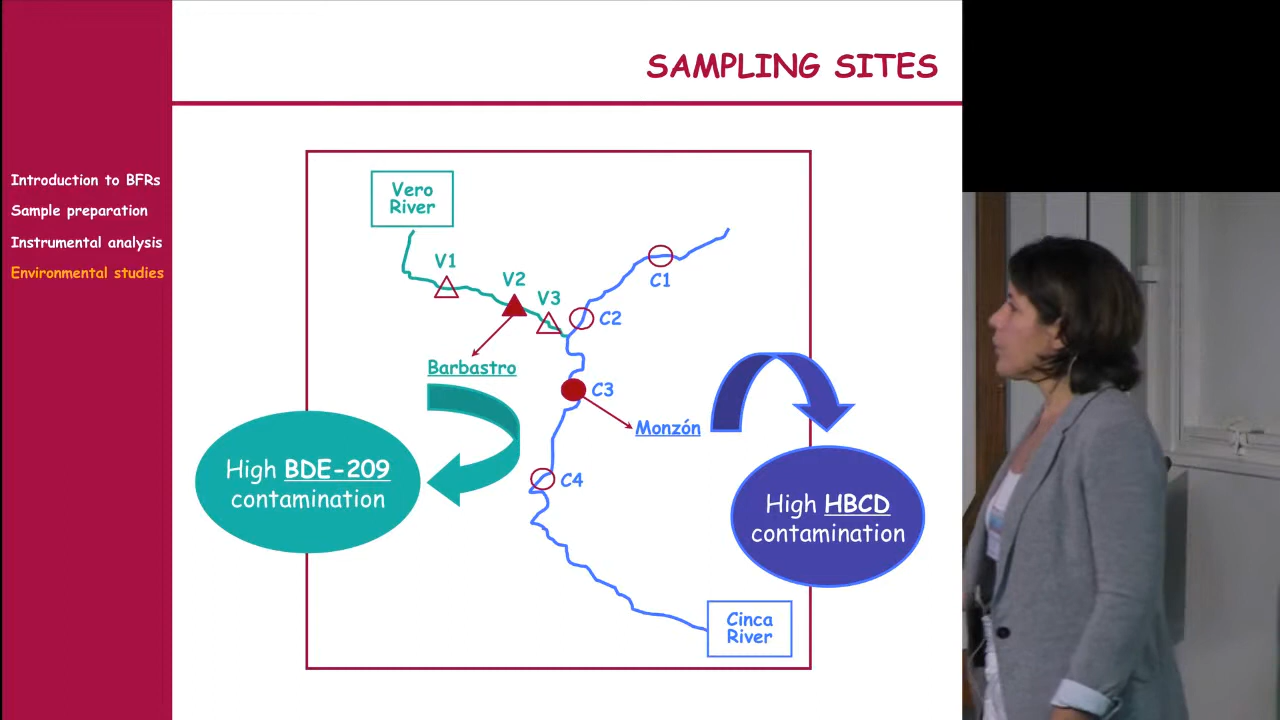 SAMPLING SITES
Introduction to BFRs
Sample preparation
Instrumental analysis
Environmental studies
Vero
River
V1
V2
V3
C1
C2
Barbastro
C3
Monzón
High BDE-209
contamination
C4
High HBCD
contamination
Cinca
River